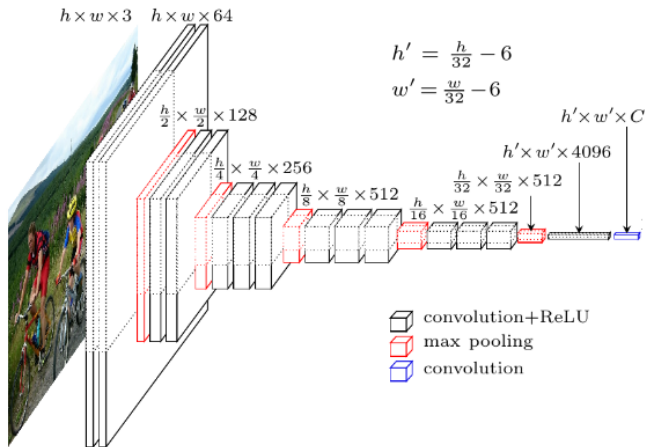 h × w × 3
h × w × 64
h′ = h/32 − 6
w′ = w/32 − 6
h/2 × w/2 × 128
h′ × w′ × C
h/4 × w/4 × 256
h′ × w′ × 4096
h/8 × w/8 × 512
h/32 × w/32 × 512
h/16 × w/16 × 512
convolution+ReLU
max pooling
convolution